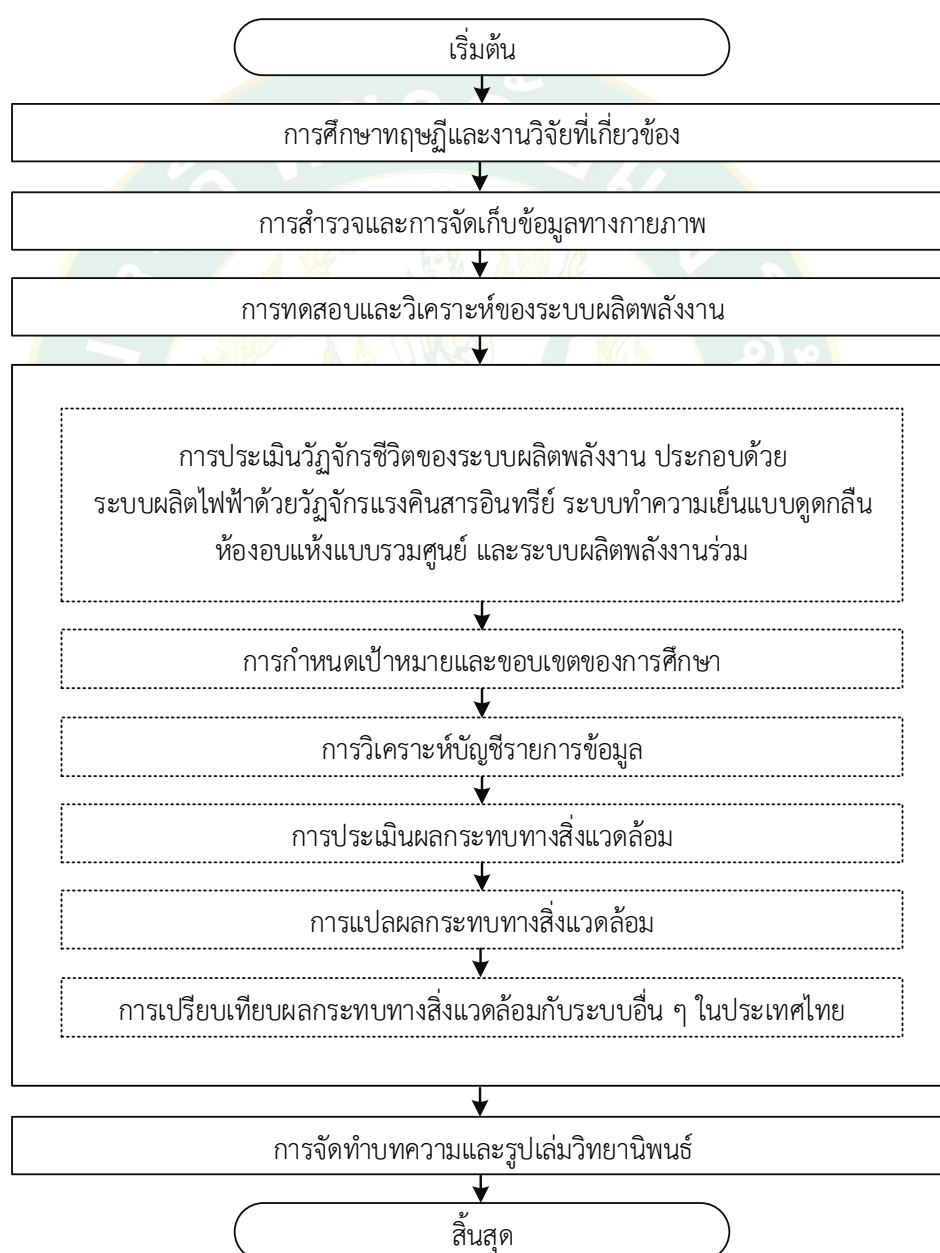 เริ่มต้น
การศึกษาทฤษฎีและงานวิจัยที่เกี่ยวข้อง
การสำรวจและการจัดเก็บข้อมูลทางกายภาพ
การทดสอบและวิเคราะห์ของระบบผลิตพลังงาน
การประเมินวัฏจักรชีวิตของระบบผลิตพลังงาน ประกอบด้วย
ระบบผลิตไฟฟ้าด้วยวัฏจักรแรงคินสารอินทรีย์ ระบบทำความเย็นแบบดูดกลืน
ห้องอบแห้งแบบรวมศูนย์ และระบบผลิตพลังงานร่วม
การกำหนดเป้าหมายและขอบเขตของการศึกษา
การวิเคราะห์บัญชีรายการข้อมูล
การประเมินผลกระทบทางสิ่งแวดล้อม
การแปลผลกระทบทางสิ่งแวดล้อม
การเปรียบเทียบผลกระทบทางสิ่งแวดล้อมกับระบบอื่น ๆ ในประเทศไทย
การจัดทำบทความและรูปเล่มวิทยานิพนธ์
สิ้นสุด